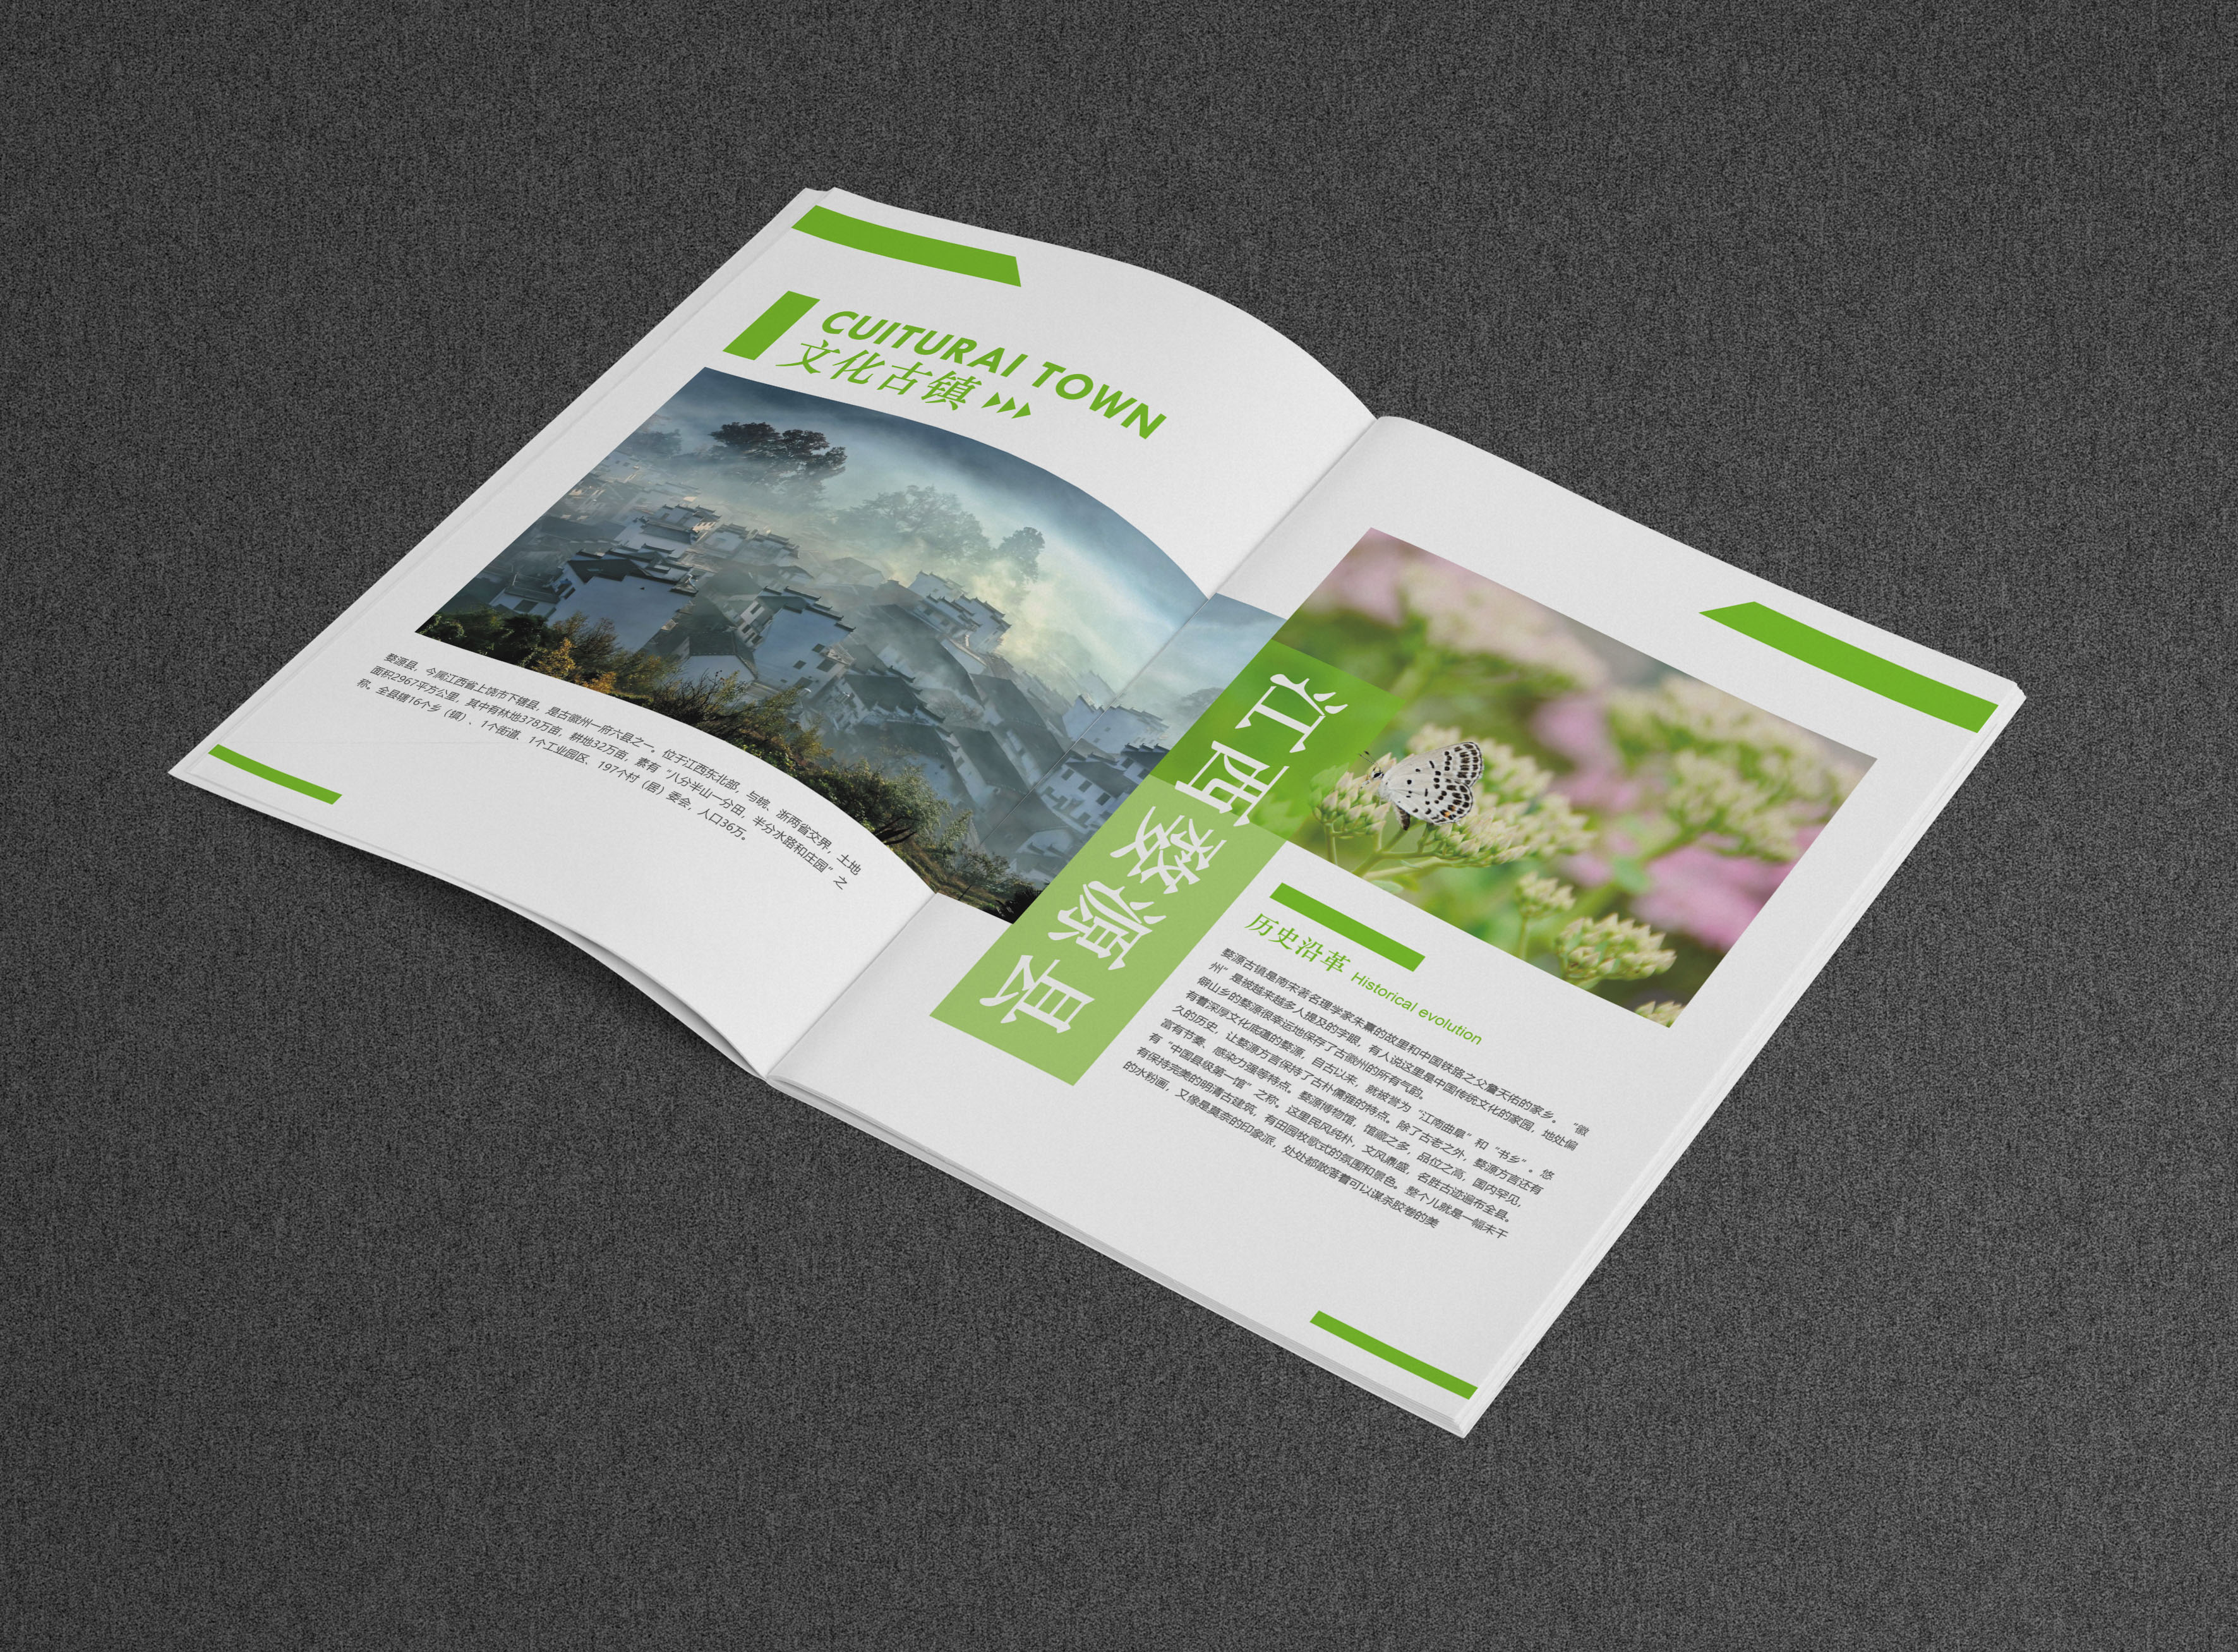 CUITURAI TOWN
文化古镇
婺源县，今属江西省上饶市下辖县，是古徽州一府六县之一，位于江西东北部，与皖、浙两省交界，土地
面积2967平方公里，其中有林地378万亩，耕地32万亩，素有“八分半山一分田，半分水路和庄园”之
称。全县辖16个乡（镇）、1个街道、1个工业园区、197个村（居）委会，人口36万。
江西婺源县
历史沿革 Historical evolution
婺源古镇是南宋著名理学家朱熹的故里和中国铁路之父詹天佑的家乡。“徽
州”是被越来越多人提及的字眼，有人说这里是中国传统文化的家园，地处偏
僻山乡的婺源很幸运地保存了古徽州的所有气韵。
有着深厚文化底蕴的婺源，自古以来，就被誉为“江南曲阜”和“书乡”。悠
久的历史，让婺源方言保持了古朴儒雅的特点。除了古老之外，婺源方言还有
富有节奏、感染力强等特点。婺源博物馆，馆藏之多，品位之高，国内罕见，
有“中国县级第一馆”之称。这里民风纯朴，文风鼎盛，名胜古迹遍布全县。
有保持完美的明清古建筑，有田园牧歌式的氛围和景色。整个儿就是一幅未干
的水粉画，又像是莫奈的印象派，处处都散落着可以谋杀胶卷的美